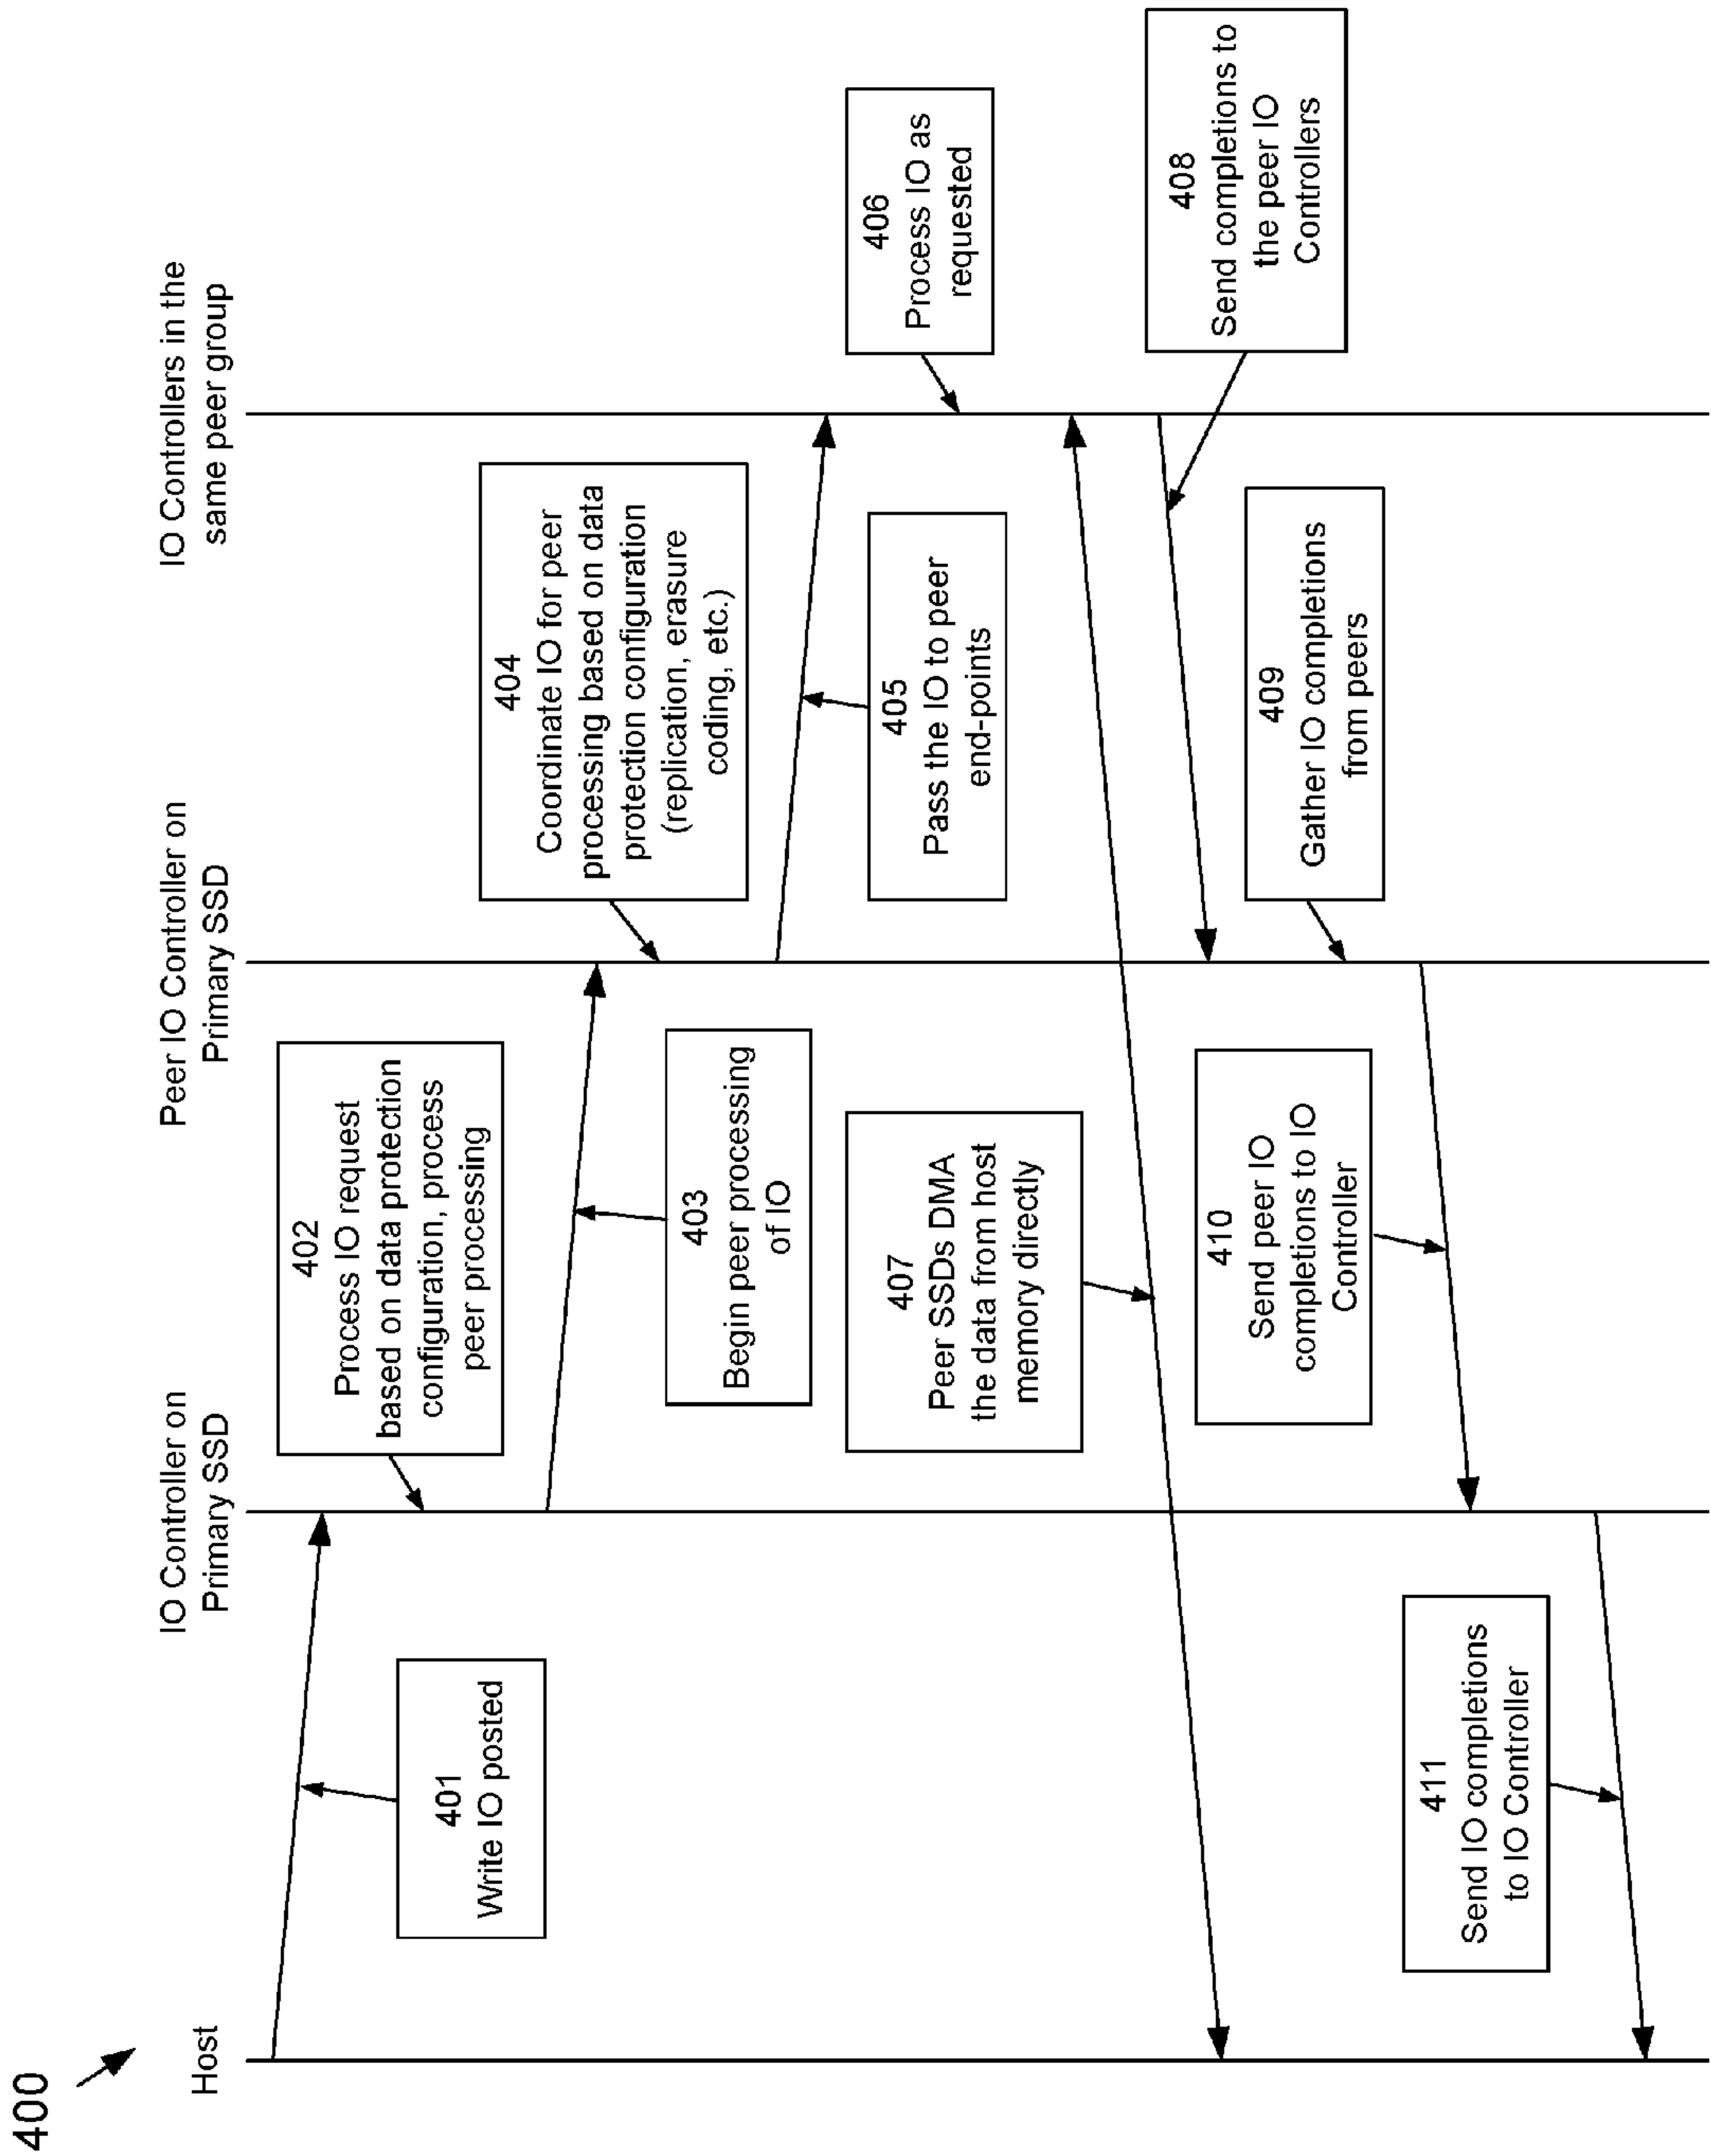 400
Host
IO Controller on
Primary SSD
Peer IO Controller on
Primary SSD
IO Controllers in the
same peer group
401
Write IO posted
402
Process IO request
based on data protection
configuration, process
peer processing
403
Begin peer processing
of IO
404
Coordinate IO for peer
processing based on data
protection configuration
(replication, erasure
coding, etc.)
405
Pass the IO to peer
end-points
406
Process IO as
requested
407
Peer SSDs DMA
the data from host
memory directly
408
Send completions to
the peer IO
Controllers
409
Gather IO completions
from peers
410
Send peer IO
completions to IO
Controller
411
Send IO completions
to IO Controller